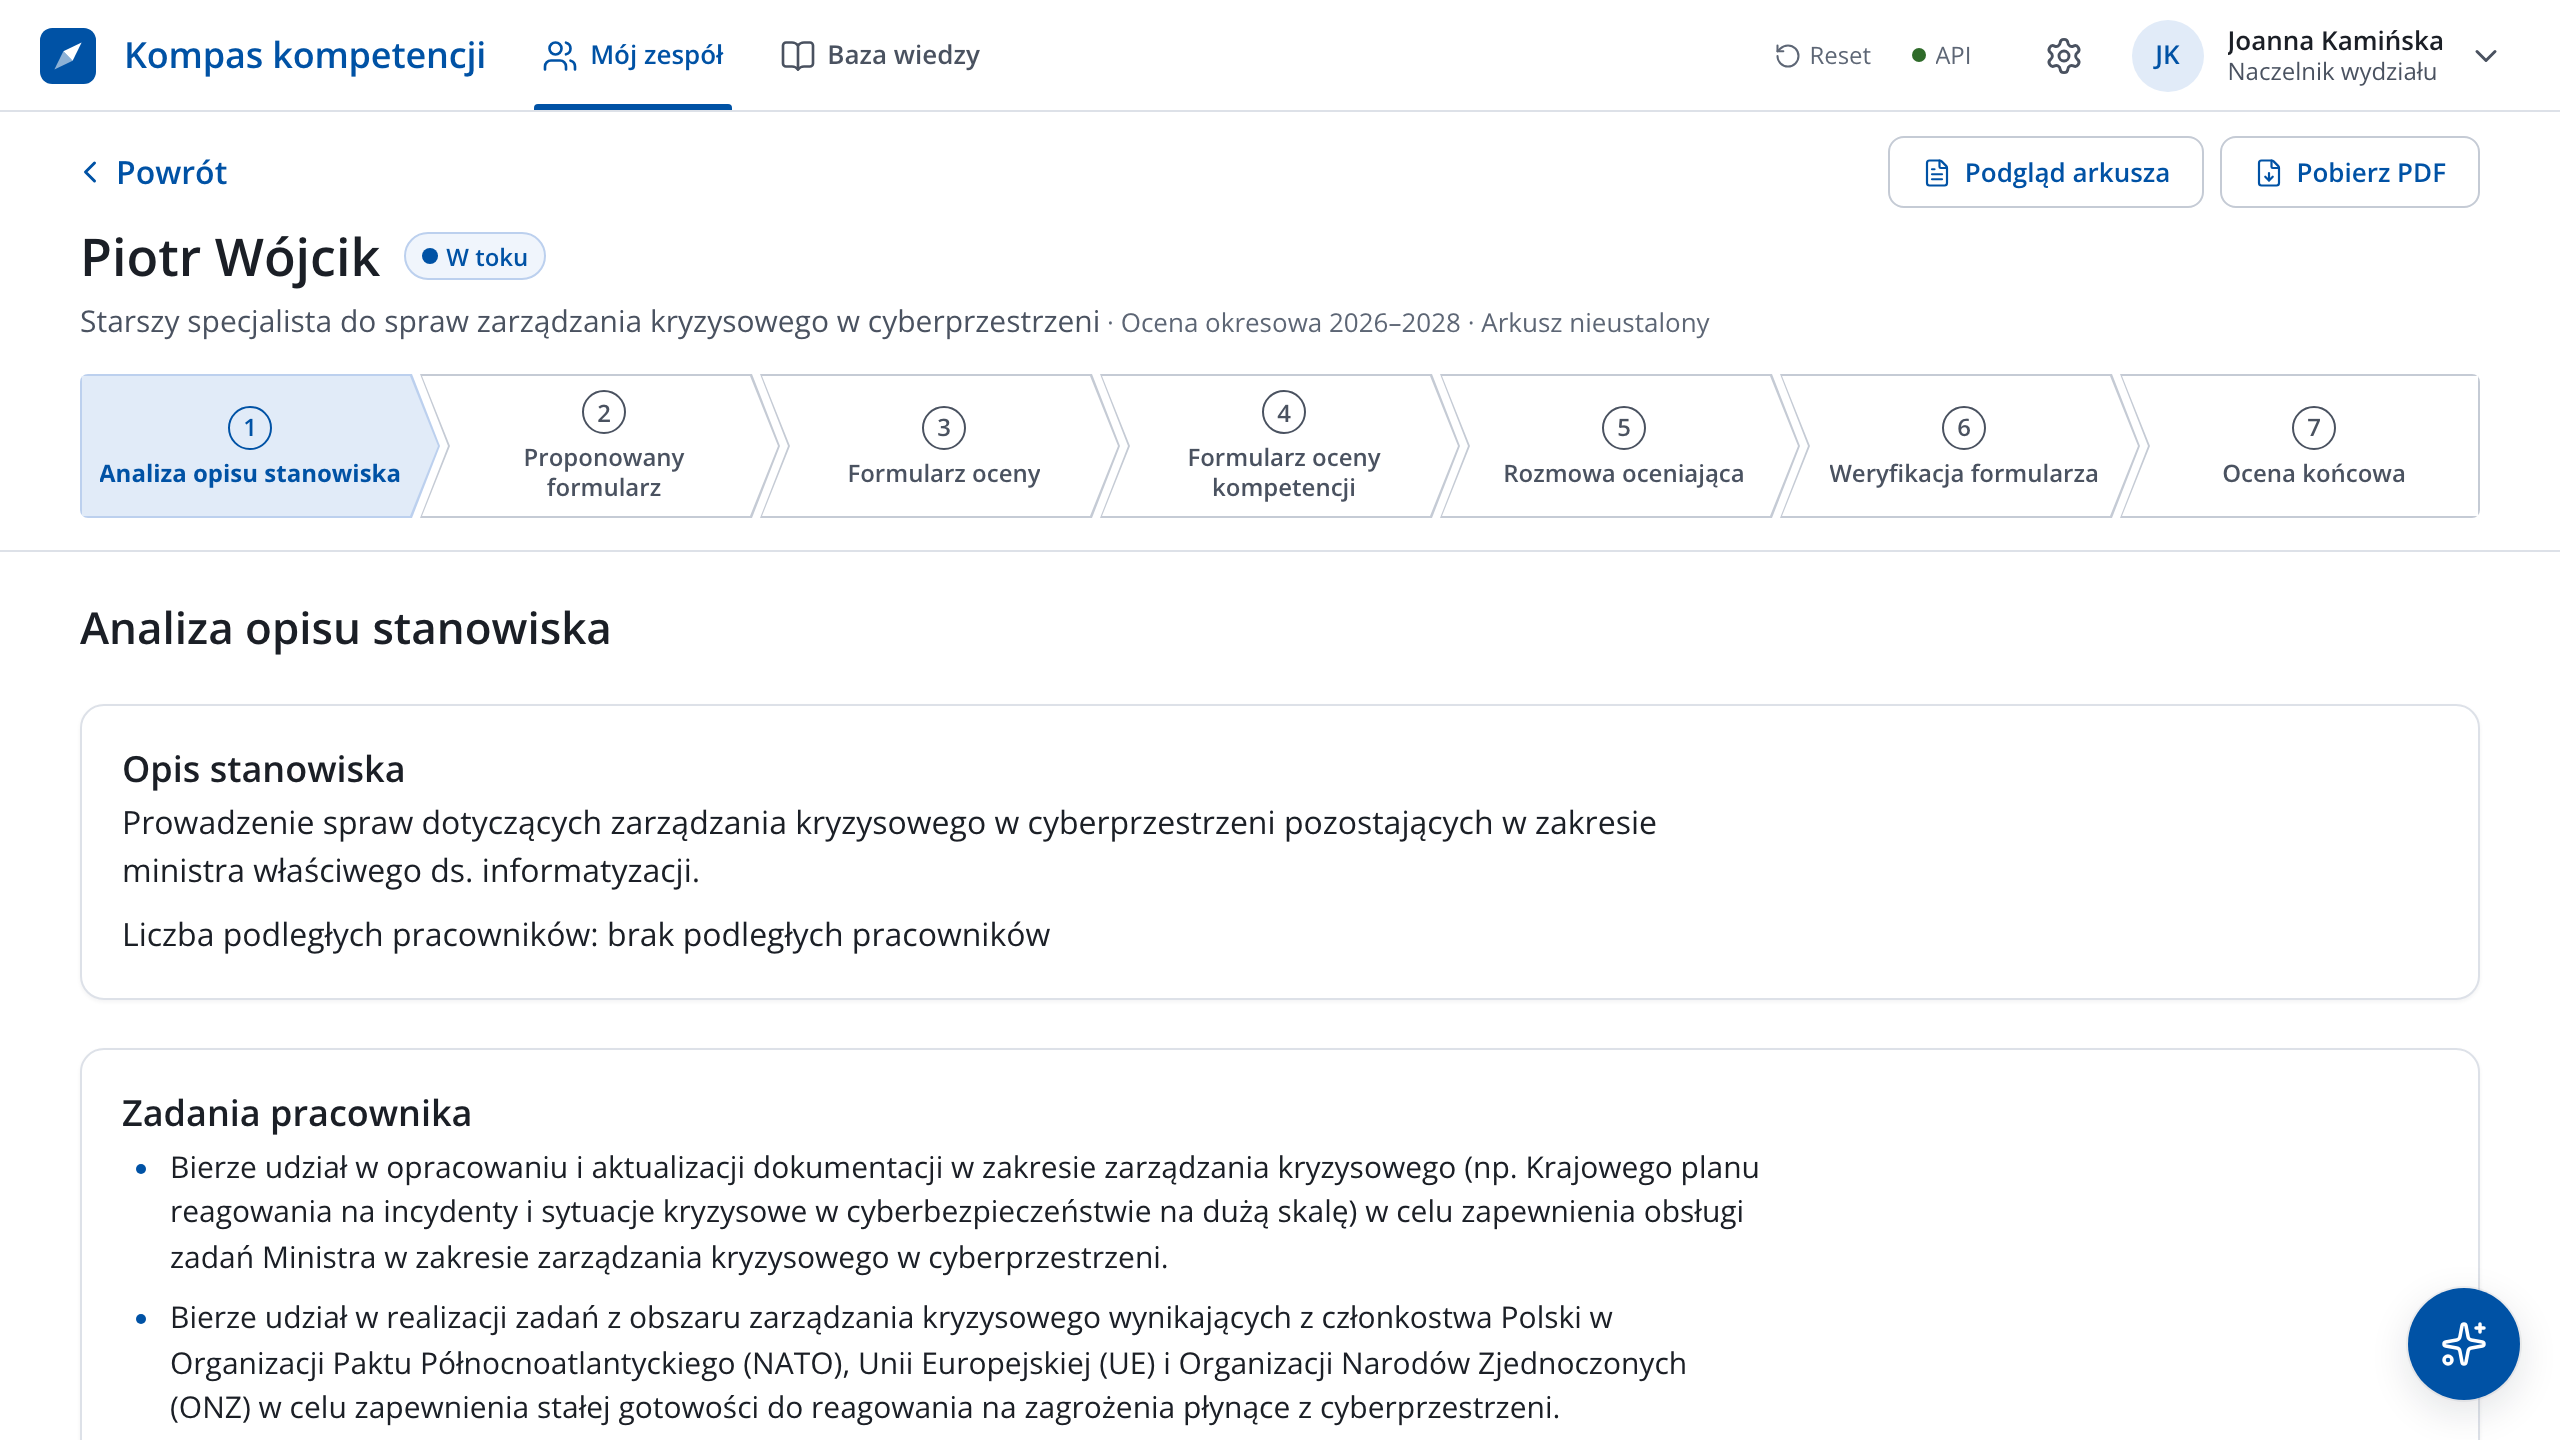 Kompas kompetencji
Mój zespół
Baza wiedzy
Reset
API
JK
Joanna Kamińska
Naczelnik wydziału
Powrót
Podgląd arkusza
Pobierz PDF
Piotr Wójcik
W toku
Starszy specjalista do spraw zarządzania kryzysowego w cyberprzestrzeni · Ocena okresowa 2026–2028 · Arkusz nieustalony
1
Analiza opisu stanowiska
2
Proponowany
formularz
3
Formularz oceny
4
Formularz oceny
kompetencji
5
Rozmowa oceniająca
6
Weryfikacja formularza
7
Ocena końcowa
Analiza opisu stanowiska
Opis stanowiska
Prowadzenie spraw dotyczących zarządzania kryzysowego w cyberprzestrzeni pozostających w zakresie
ministra właściwego ds. informatyzacji.
Liczba podległych pracowników: brak podległych pracowników
Zadania pracownika
• Bierze udział w opracowaniu i aktualizacji dokumentacji w zakresie zarządzania kryzysowego (np. Krajowego planu
reagowania na incydenty i sytuacje kryzysowe w cyberbezpieczeństwie na dużą skalę) w celu zapewnienia obsługi
zadań Ministra w zakresie zarządzania kryzysowego w cyberprzestrzeni.
• Bierze udział w realizacji zadań z obszaru zarządzania kryzysowego wynikających z członkostwa Polski w
Organizacji Paktu Północnoatlantyckiego (NATO), Unii Europejskiej (UE) i Organizacji Narodów Zjednoczonych
(ONZ) w celu zapewnienia stałej gotowości do reagowania na zagrożenia płynące z cyberprzestrzeni.